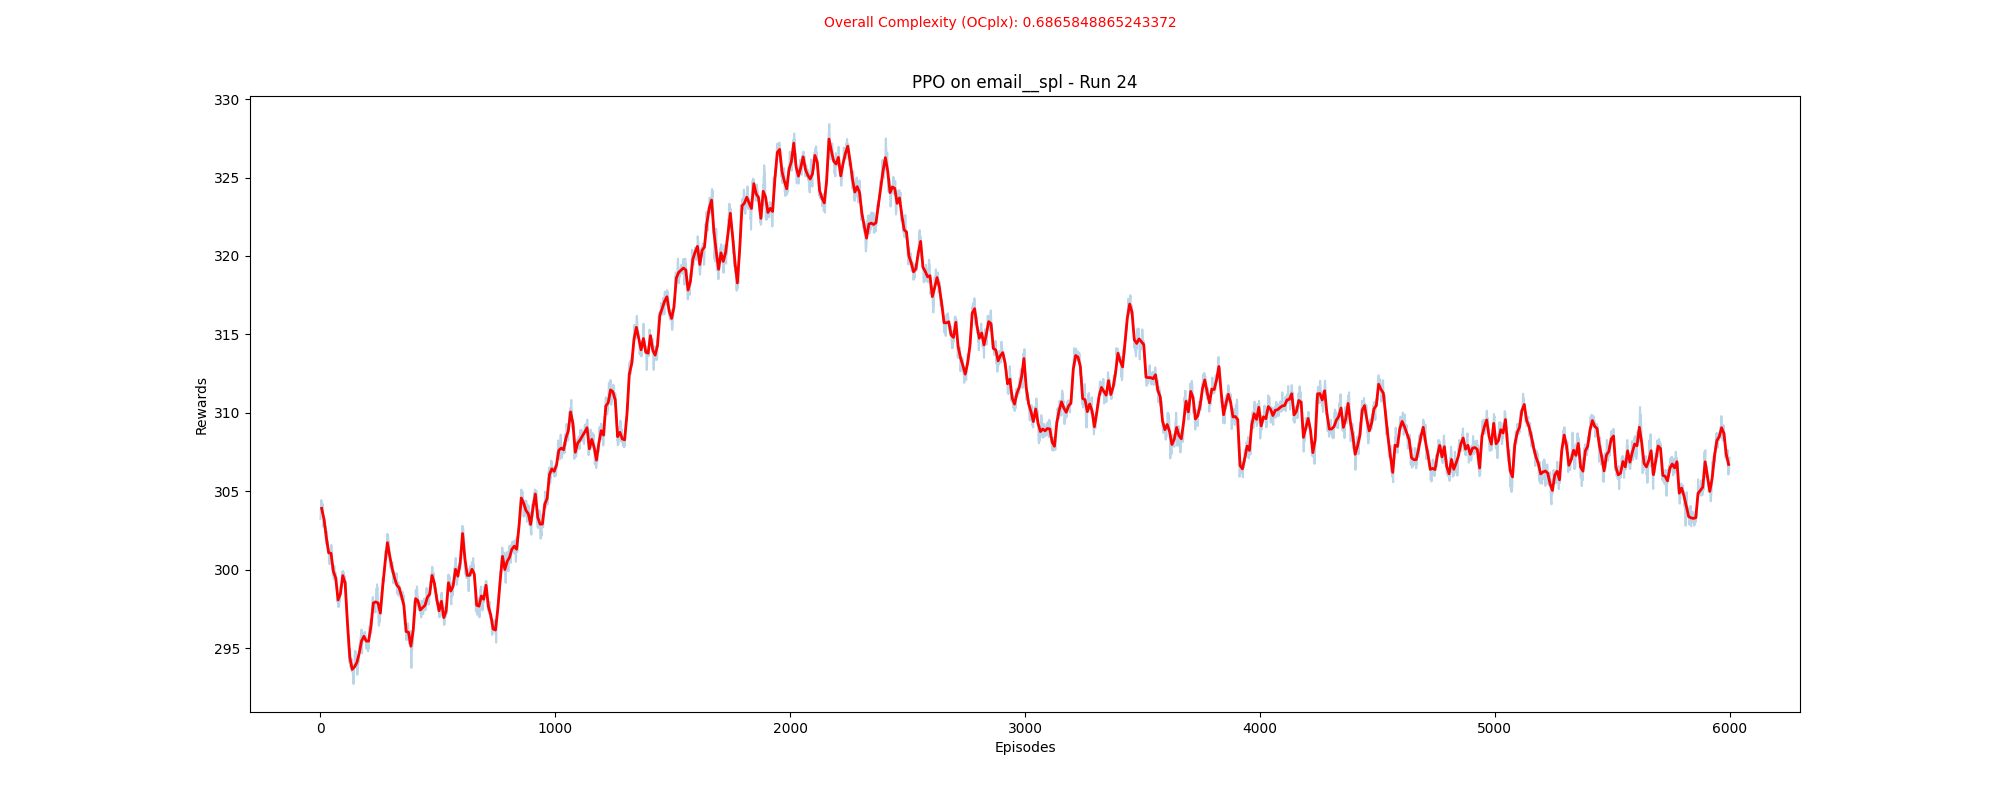 Overall Complexity (OCplx): 0.6865848865243372
PPO on email__spl - Run 24
330
325
320
315
310
305
300
295
Rewards
0 1000 2000 3000 4000 5000 6000
Episodes